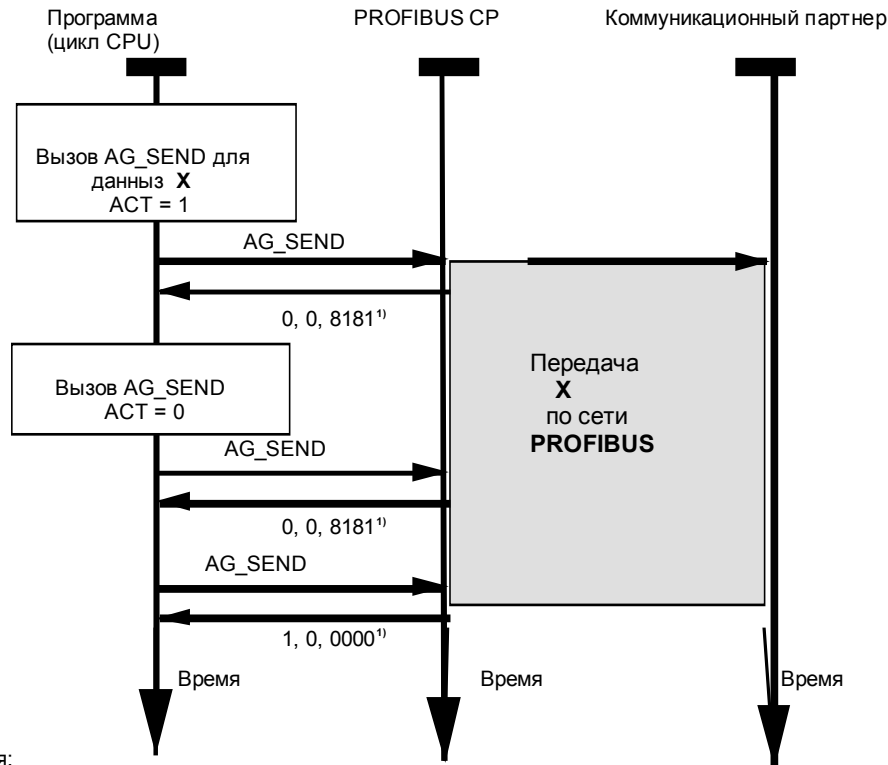 Программа
(цикл CPU)
PROFIBUS CP
Коммуникационный партнер
Вызов AG_SEND для
данныз X
ACT = 1
AG_SEND
0, 0, 8181¹⁾
Передача
X
по сети
PROFIBUS
Вызов AG_SEND
ACT = 0
AG_SEND
0, 0, 8181¹⁾
AG_SEND
1, 0, 0000¹⁾
Время
Время
Время
я: